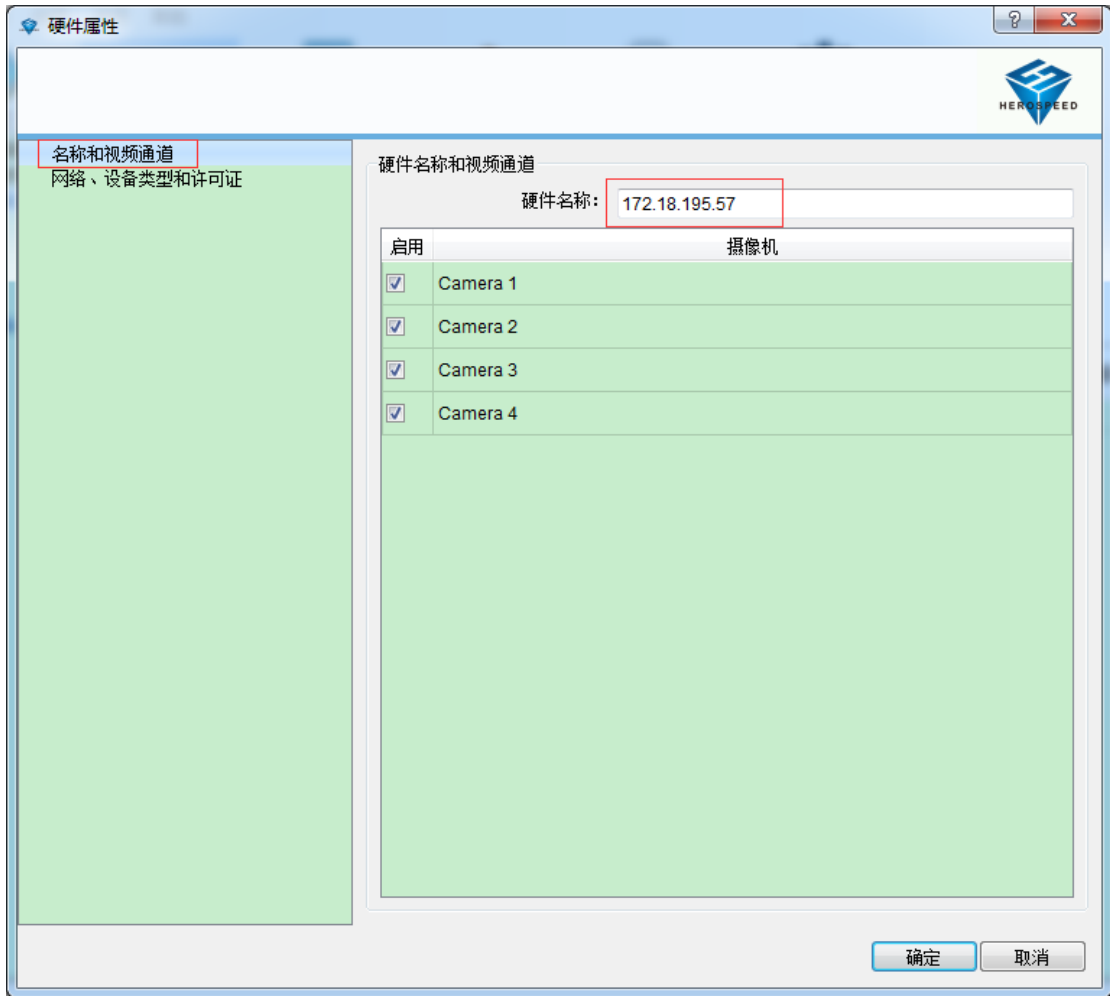 硬件属性
HEROSPEED
名称和视频通道
网络、设备类型和许可证
硬件名称和视频通道
硬件名称: 172.18.195.57
启用 摄像机
Camera 1
Camera 2
Camera 3
Camera 4
确定 取消